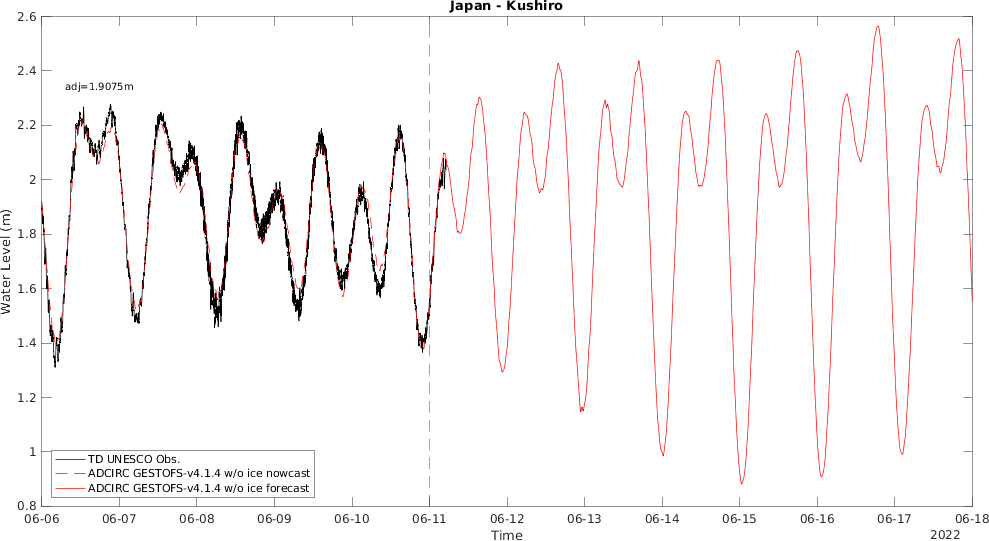 Japan - Kushiro
adj=1.9075m
Water Level (m)
2.6
2.4
2.2
2
1.8
1.6
1.4
1.2
1
0.8
TD UNESCO Obs.
ADCIRC GESTOFS-v4.1.4 w/o ice nowcast
ADCIRC GESTOFS-v4.1.4 w/o ice forecast
06-06 06-07 06-08 06-09 06-10 06-11 06-12 06-13 06-14 06-15 06-16 06-17 06-18
Time
2022